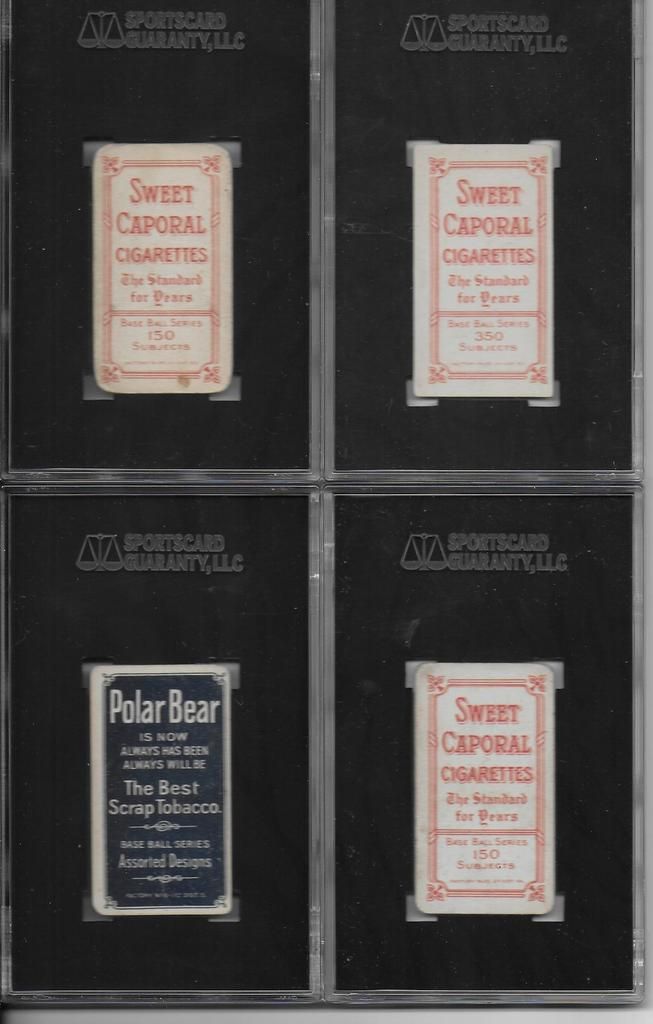 SPORTSCARD
GUARANTY, LLC
SWEET
CAPORAL
CIGARETTES
The Standard
for Years
BASE BALL SERIES
150
SUBJECTS
SPORTSCARD
GUARANTY, LLC
SWEET
CAPORAL
CIGARETTES
The Standard
for Years
BASE BALL SERIES
350
SUBJECTS
SPORTSCARD
GUARANTY, LLC
Polar Bear
IS NOW
ALWAYS HAS BEEN
ALWAYS WILL BE
The Best
Scrap Tobacco.
BASE BALL SERIES
Assorted Designs
SPORTSCARD
GUARANTY, LLC
SWEET
CAPORAL
CIGARETTES
The Standard
for Years
BASE BALL SERIES
150
SUBJECTS